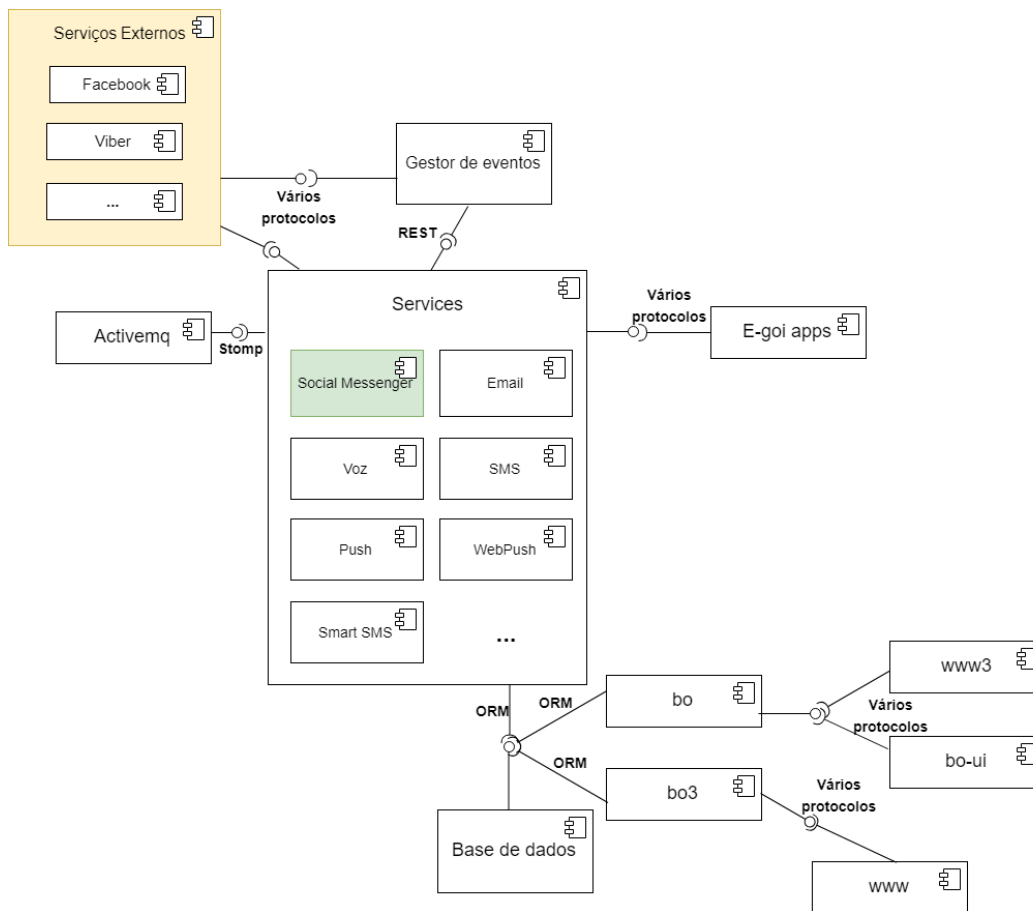 Serviços Externos
Facebook
Viber
...
Gestor de eventos
Vários
protocolos
REST
Services
Vários
protocolos
E-goi apps
Activemq
Stomp
Social Messenger
Email
Voz
SMS
Push
WebPush
Smart SMS
...
ORM
ORM
bo
www3
Vários
protocolos
bo-ui
ORM
bo3
Vários
protocolos
Base de dados
www